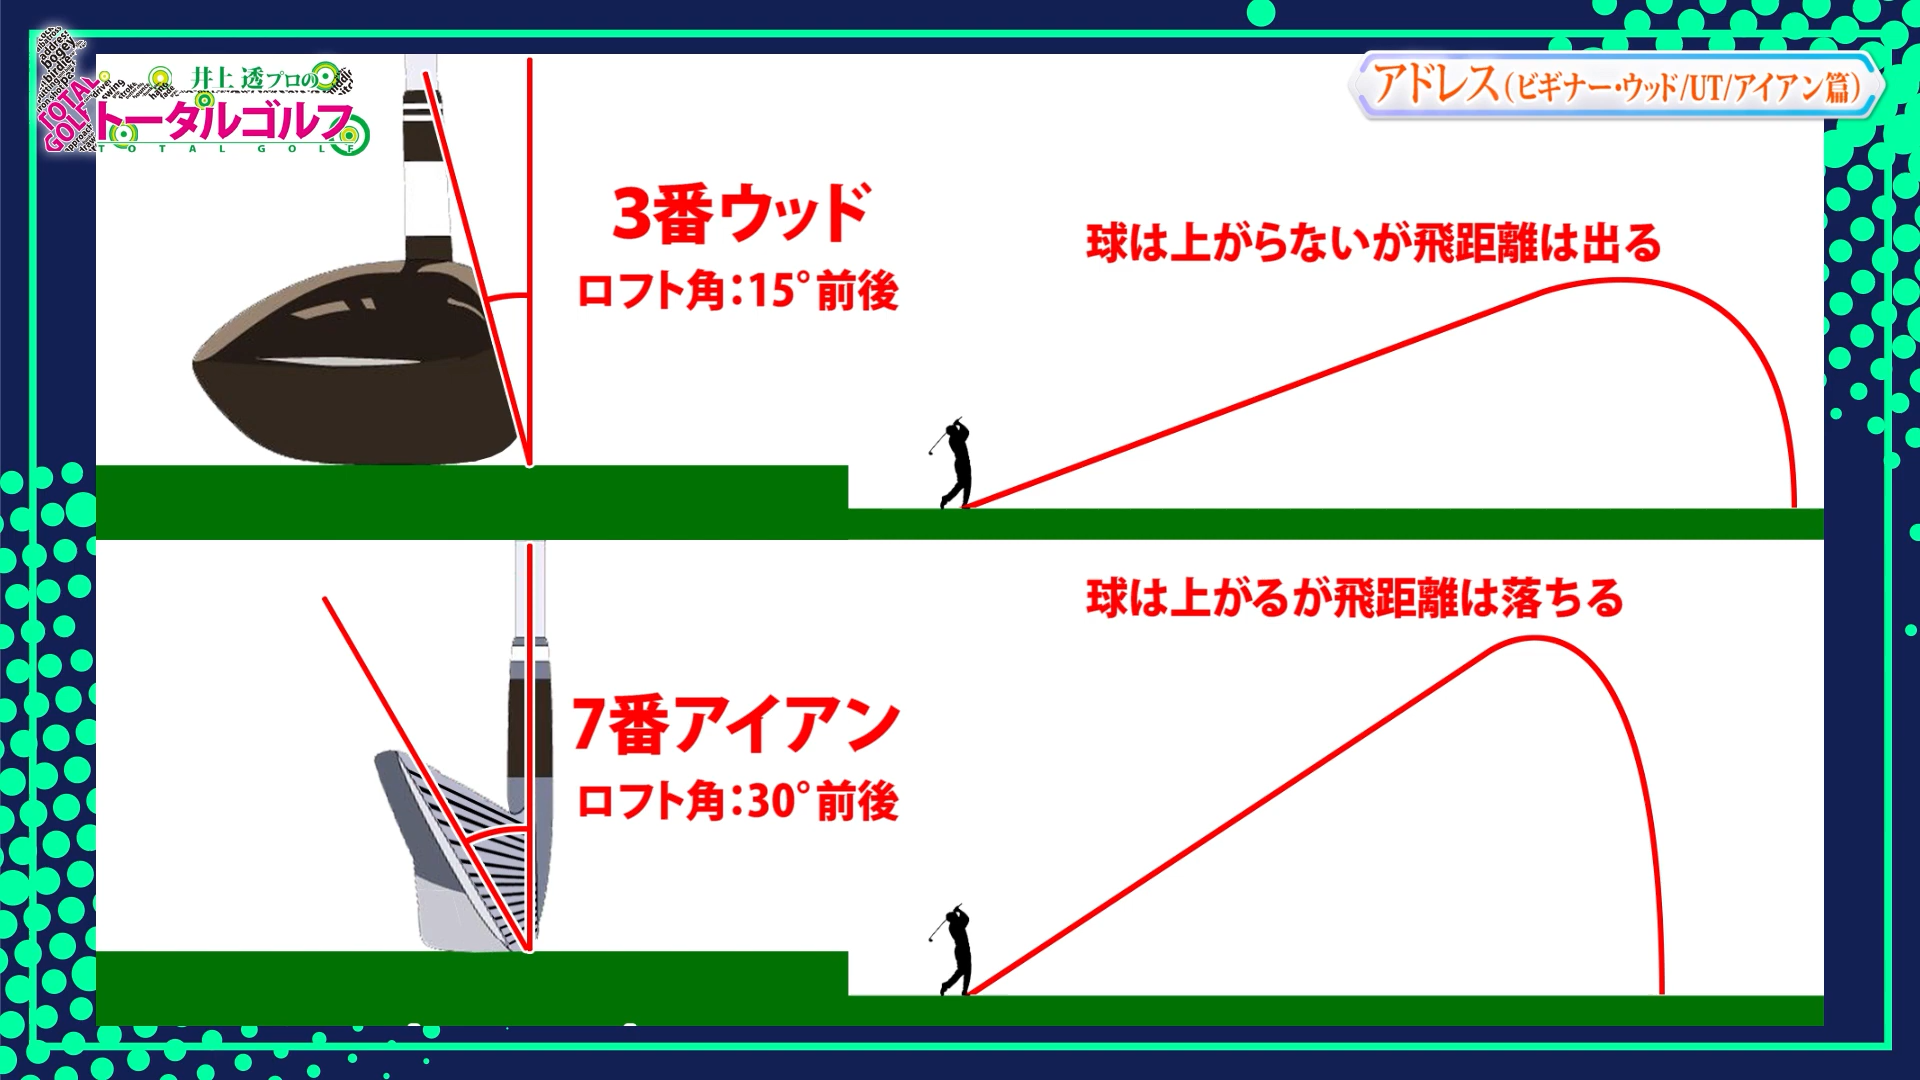 井上 透プロの
TOTAL GOLF
トータルゴルフ
TOTAL GOLF
アドレス(ビギナー・ウッド/UT/アイアン篇)
3番ウッド
ロフト角:15°前後
球は上がらないが飛距離は出る
7番アイアン
ロフト角:30°前後
球は上がるが飛距離は落ちる